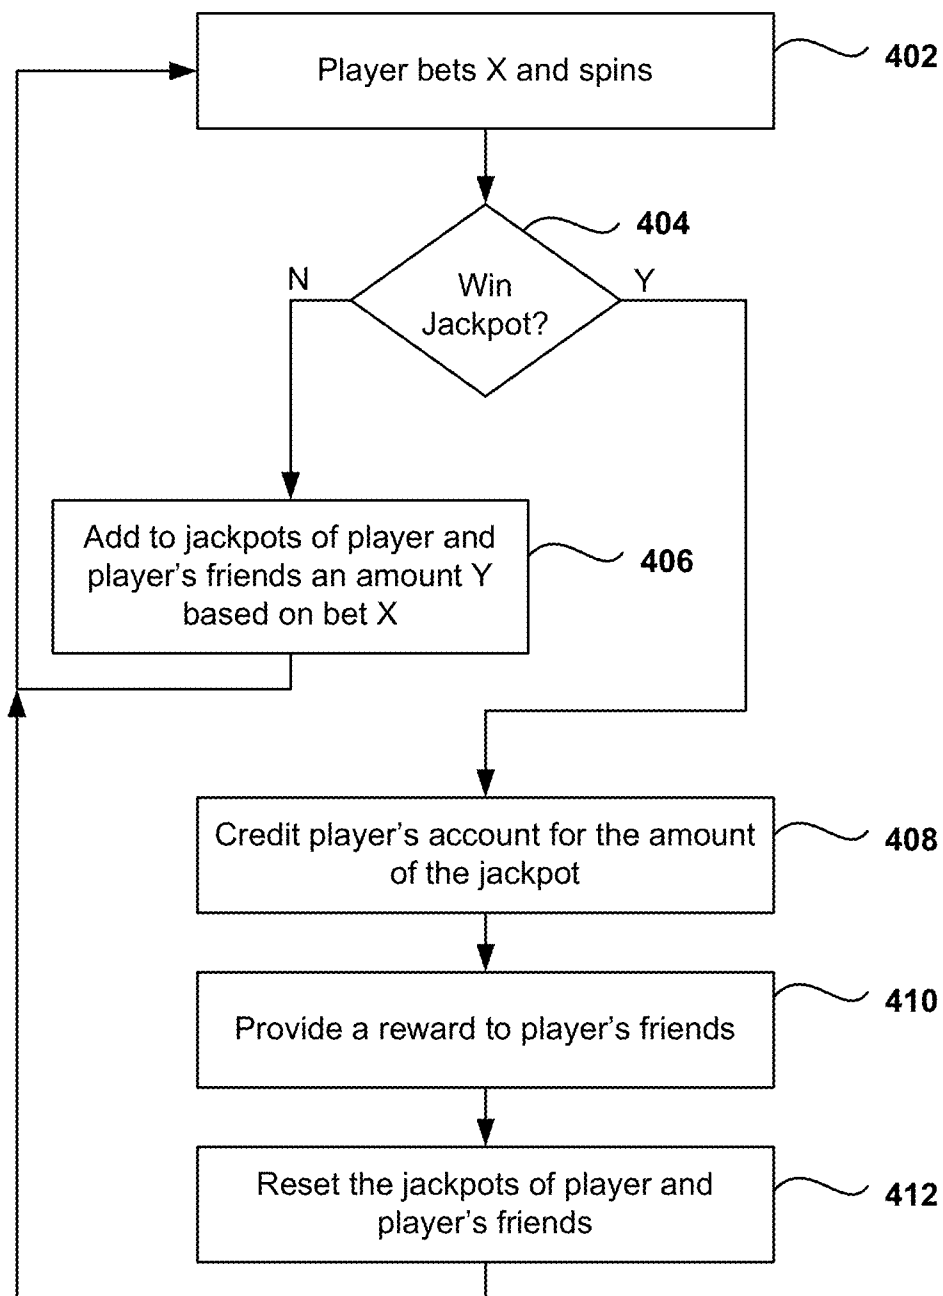 Player bets X and spins
402
404
N
Win
Jackpot?
Y
Add to jackpots of player and
player’s friends an amount Y
based on bet X
406
Credit player’s account for the amount
of the jackpot
408
Provide a reward to player’s friends
410
Reset the jackpots of player and
player’s friends
412